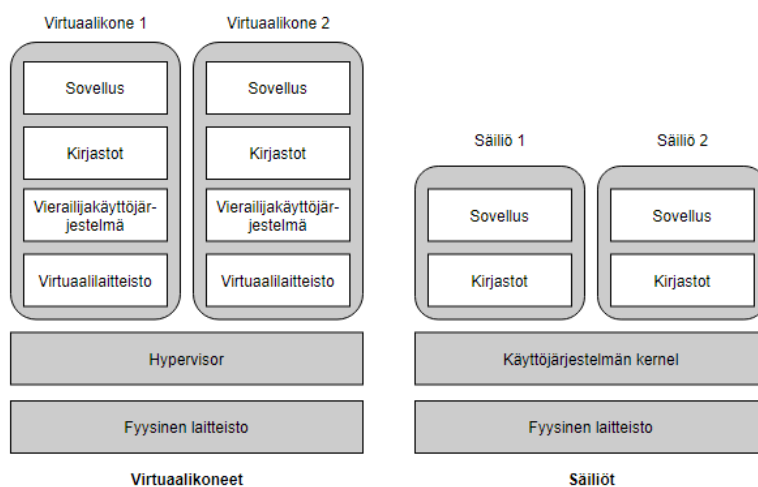 Virtuaalikone 1
Sovellus
Kirjastot
Vierailijakäyttöjär-
jestelmä
Virtuaalilaitteisto
Virtuaalikone 2
Sovellus
Kirjastot
Vierailijakäyttöjär-
jestelmä
Virtuaalilaitteisto
Hypervisor
Fyysinen laitteisto
Virtuaalikoneet
Säiliö 1
Sovellus
Kirjastot
Säiliö 2
Sovellus
Kirjastot
Käyttöjärjestelmän kernel
Fyysinen laitteisto
Säiliöt